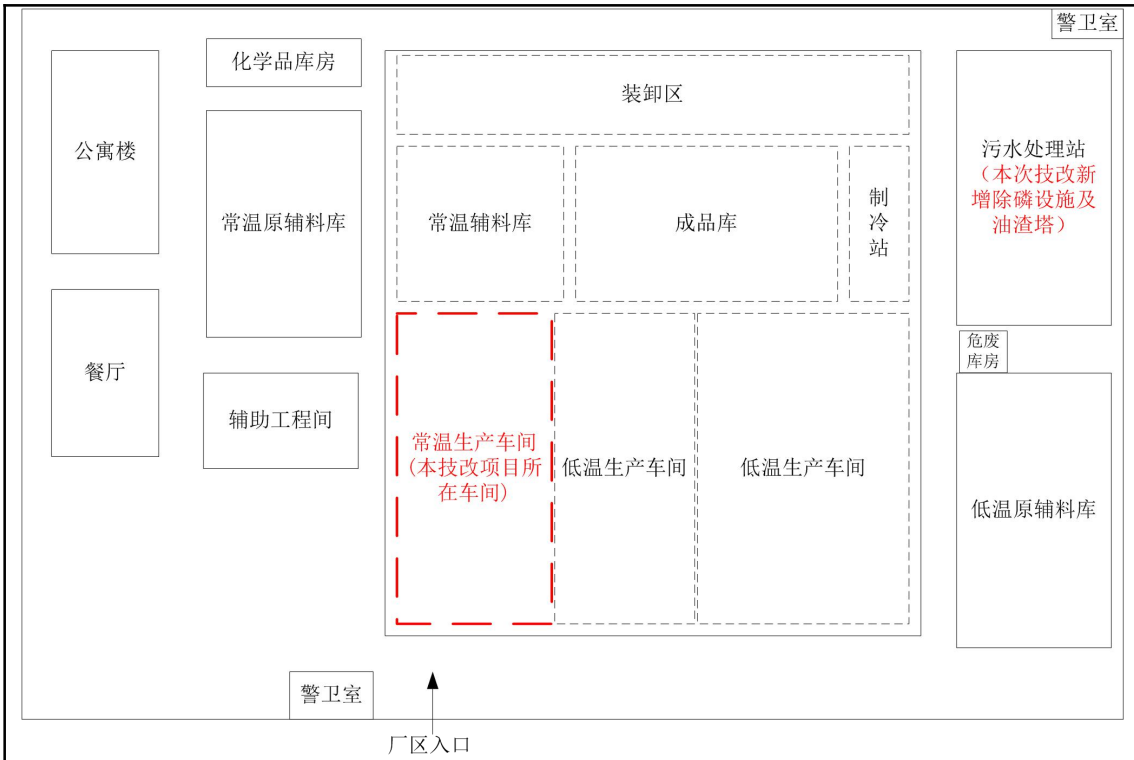 警卫室
化学品库房
装卸区
公寓楼
污水处理站
（本次技改新
增除磷设施及
油渣塔）
常温原辅料库
常温辅料库
成品库
制
冷
站
危废
库房
餐厅
辅助工程间
常温生产车间
(本技改项目所
在车间)
低温生产车间
低温生产车间
低温原辅料库
警卫室
厂区入口